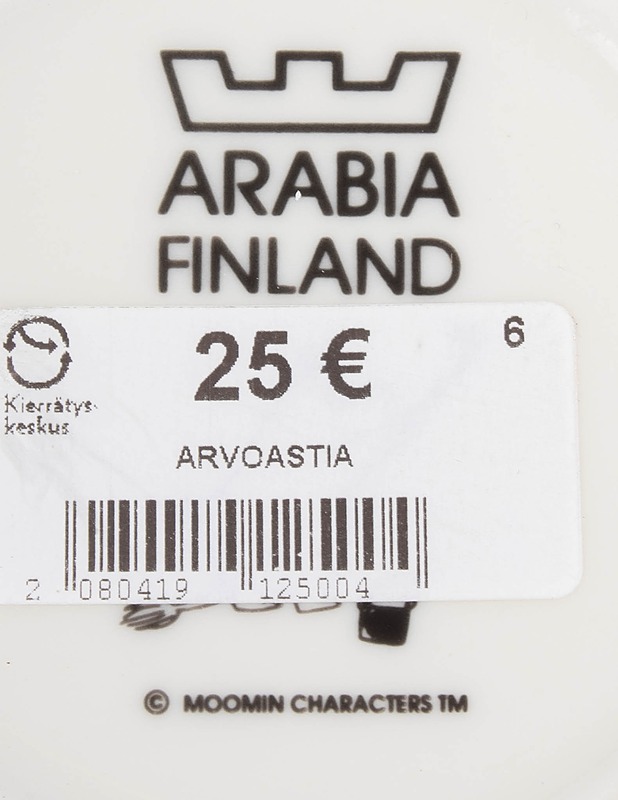 ARABIA
FINLAND
25 €
6
Kierrätys-
keskus
ARVOASTIA
2 080419 125004
© MOOMIN CHARACTERS TM